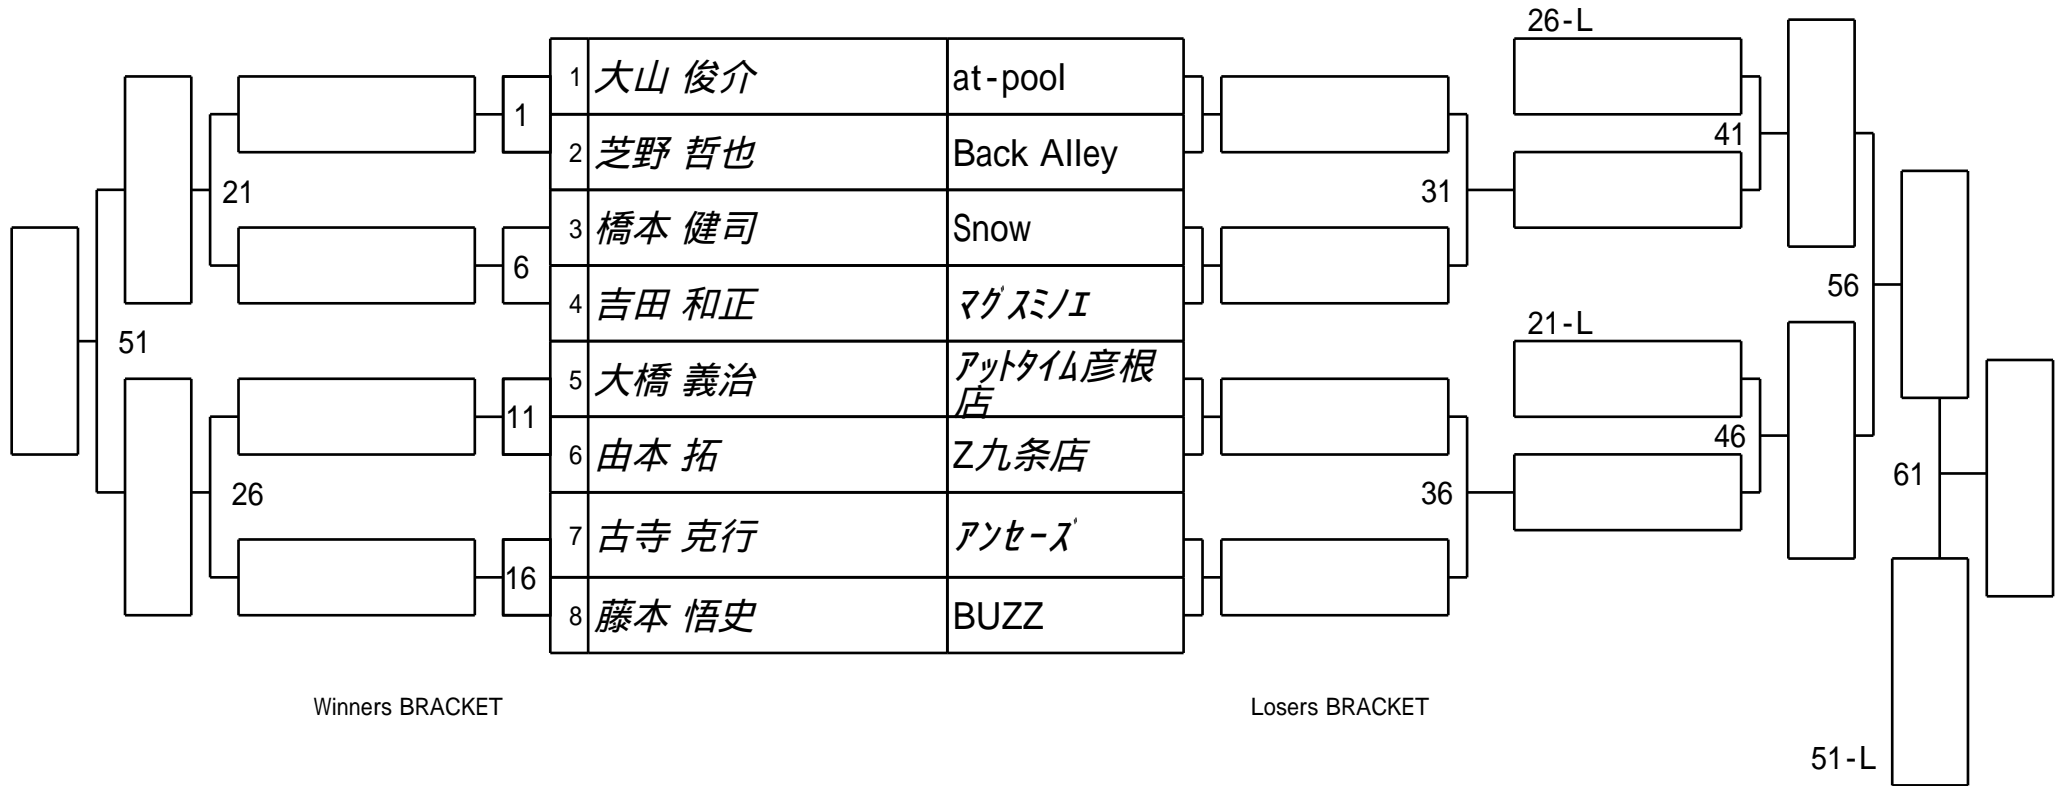 26-L
1 大山 俊介 at-pool
1
41
2 芝野 哲也 Back Alley
21
31
3 橋本 健司 Snow
6
56
4 吉田 和正 ﾏｸﾞｽﾐﾉｴ
21-L
51
5 大橋 義治 ｱｯﾄﾀｲﾑ彦根
店
11
46
6 由本 拓 Z九条店
61
26
36
7 古寺 克行 ｱﾝｾｰｽﾞ
16
8 藤本 悟史 BUZZ
Winners BRACKET
Losers BRACKET
51-L